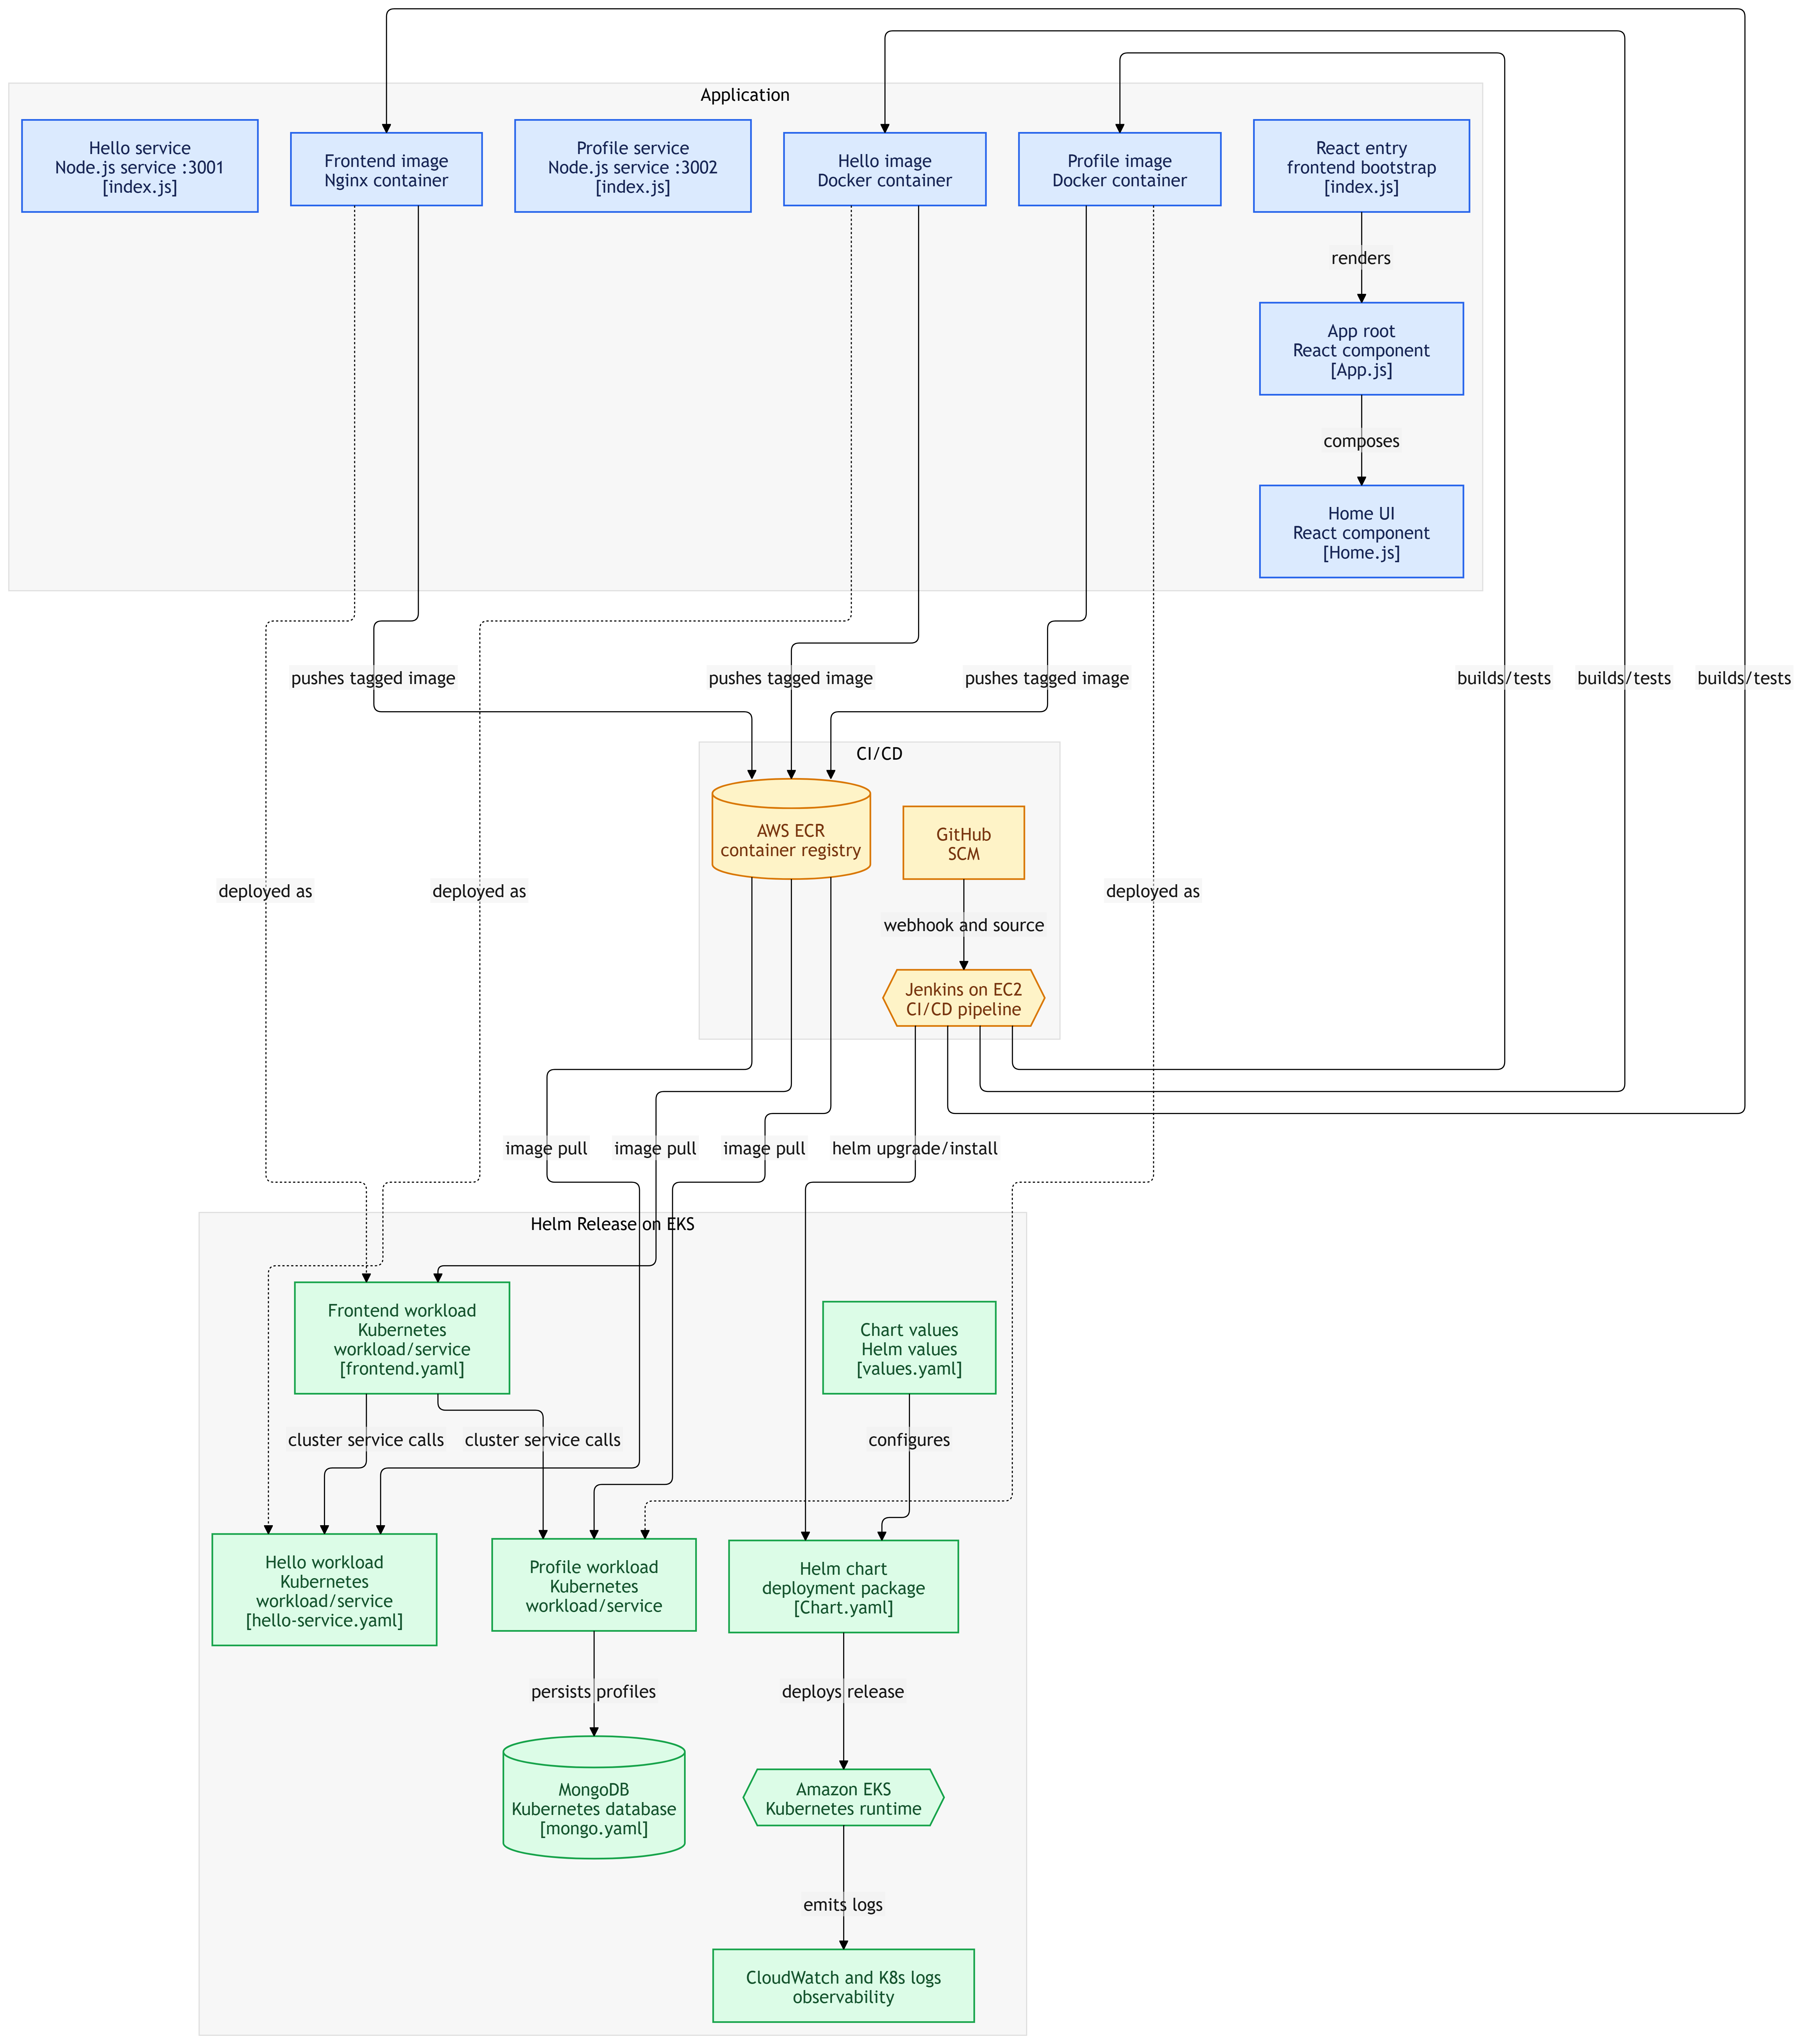 Application
Hello service
Node.js service :3001
[index.js]
Frontend image
Nginx container
Profile service
Node.js service :3002
[index.js]
Hello image
Docker container
Profile image
Docker container
React entry
frontend bootstrap
[index.js]
renders
App root
React component
[App.js]
composes
Home UI
React component
[Home.js]
pushes tagged image
pushes tagged image
pushes tagged image
builds/tests
builds/tests
builds/tests
CI/CD
AWS ECR
container registry
GitHub
SCM
deployed as
deployed as
deployed as
webhook and source
Jenkins on EC2
CI/CD pipeline
image pull
image pull
image pull
helm upgrade/install
Helm Release on EKS
Frontend workload
Kubernetes
workload/service
[frontend.yaml]
Chart values
Helm values
[values.yaml]
cluster service calls
cluster service calls
configures
Hello workload
Kubernetes
workload/service
[hello-service.yaml]
Profile workload
Kubernetes
workload/service
Helm chart
deployment package
[Chart.yaml]
persists profiles
deploys release
MongoDB
Kubernetes database
[mongo.yaml]
Amazon EKS
Kubernetes runtime
emits logs
CloudWatch and K8s logs
observability